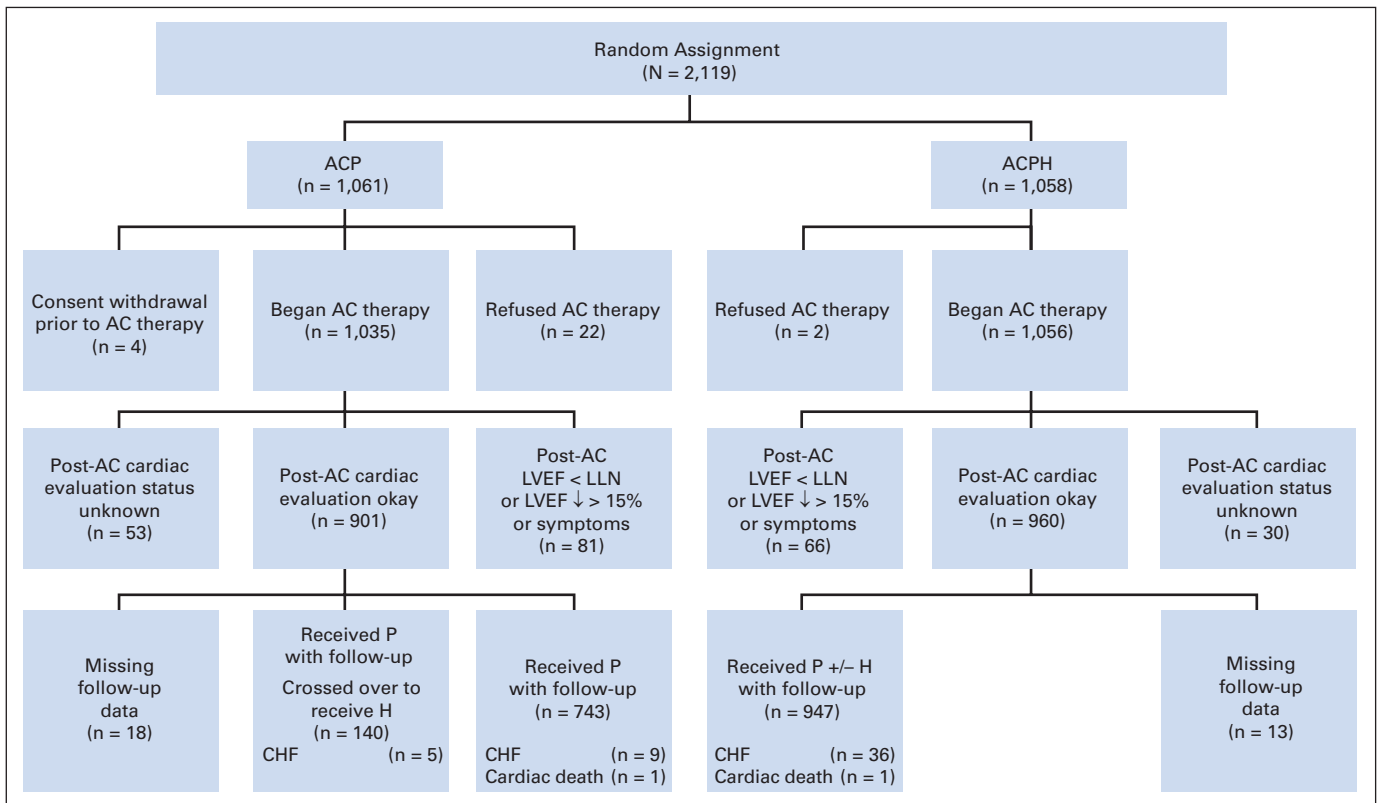 Random Assignment
(N = 2,119)
ACP
(n = 1,061)
ACPH
(n = 1,058)
Consent withdrawal
prior to AC therapy
(n = 4)
Began AC therapy
(n = 1,035)
Refused AC therapy
(n = 22)
Refused AC therapy
(n = 2)
Began AC therapy
(n = 1,056)
Post-AC cardiac
evaluation status
unknown
(n = 53)
Post-AC cardiac
evaluation okay
(n = 901)
Post-AC
LVEF < LLN
or LVEF ↓ > 15%
or symptoms
(n = 81)
Post-AC
LVEF < LLN
or LVEF ↓ > 15%
or symptoms
(n = 66)
Post-AC cardiac
evaluation okay
(n = 960)
Post-AC cardiac
evaluation status
unknown
(n = 30)
Missing
follow-up
data
(n = 18)
Received P
with follow-up
Crossed over to
receive H
(n = 140)
CHF (n = 5)
Received P
with follow-up
(n = 743)
CHF (n = 9)
Cardiac death (n = 1)
Received P +/– H
with follow-up
(n = 947)
CHF (n = 36)
Cardiac death (n = 1)
Missing
follow-up
data
(n = 13)